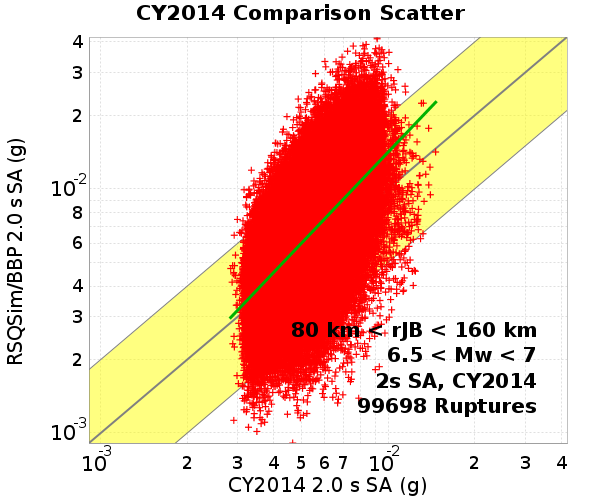 CY2014 Comparison Scatter
4
3
2
10-2
8
6
4
3
2
10-3
RSQSim/BBP 2.0 s SA (g)
80 km < rJB < 160 km
6.5 < Mw < 7
2s SA, CY2014
99698 Ruptures
10-3 2 3 4 5 6 7 10-2 2 3 4
CY2014 2.0 s SA (g)